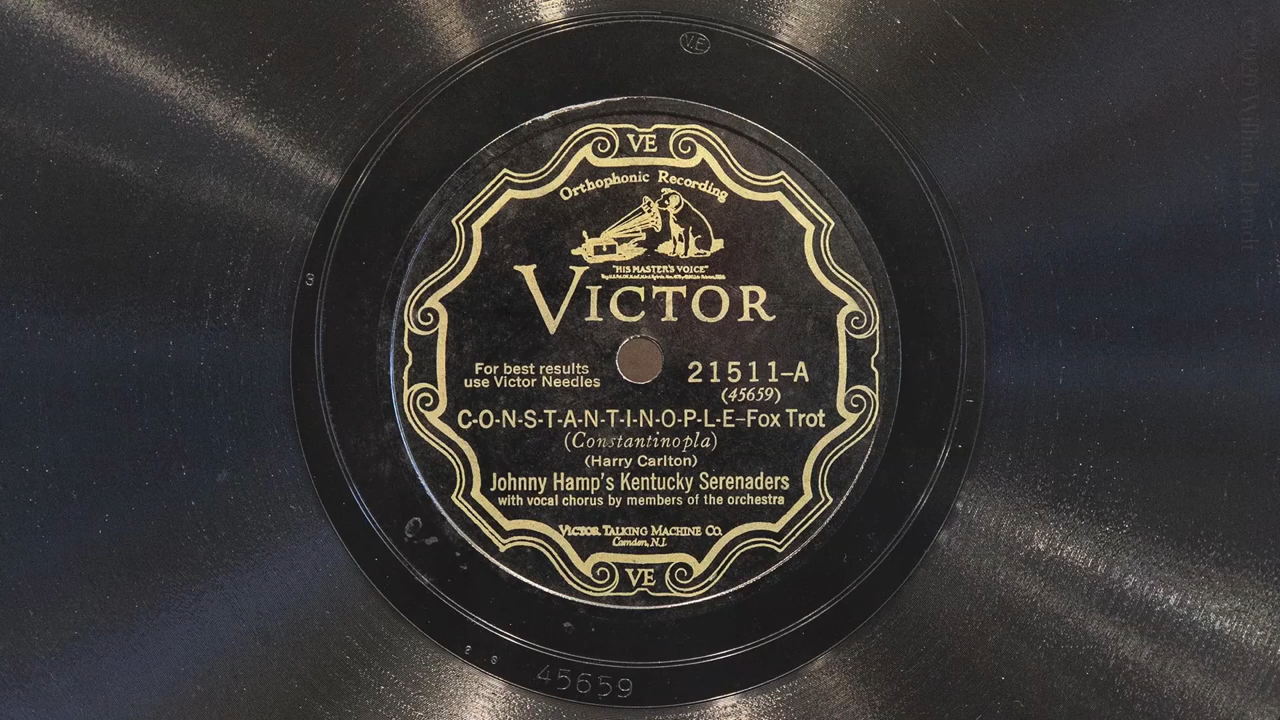 VE
VE
Orthophonic Recording
"HIS MASTER'S VOICE"
VICTOR
For best results
use Victor Needles
21511-A
(45659)
C-O-N-S-T-A-N-T-I-N-O-P-L-E-Fox Trot
(Constantinopla)
(Harry Carlton)
Johnny Hamp's Kentucky Serenaders
with vocal chorus by members of the orchestra
VICTOR TALKING MACHINE CO.
Camden, N.J.
VE
45659